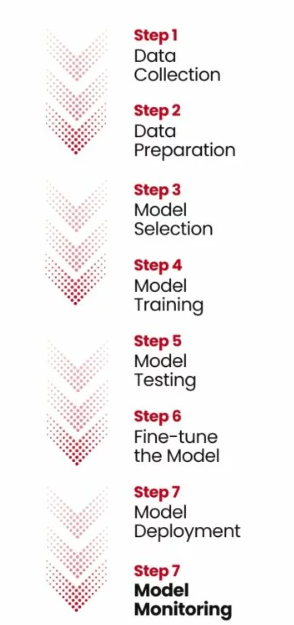 Step 1
Data
Collection
Step 2
Data
Preparation
Step 3
Model
Selection
Step 4
Model
Training
Step 5
Model
Testing
Step 6
Fine-tune
the Model
Step 7
Model
Deployment
Step 7
Model
Monitoring